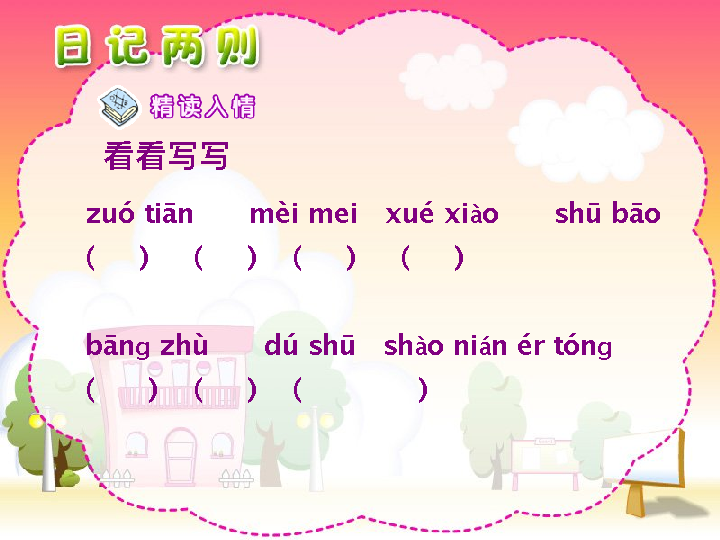 日记两则
精读入情
看看写写
zuó tiān mèi mei xué xiào shū bāo
( ) ( ) ( ) ( )
bāng zhù dú shū shào nián ér tóng
( ) ( ) ( )